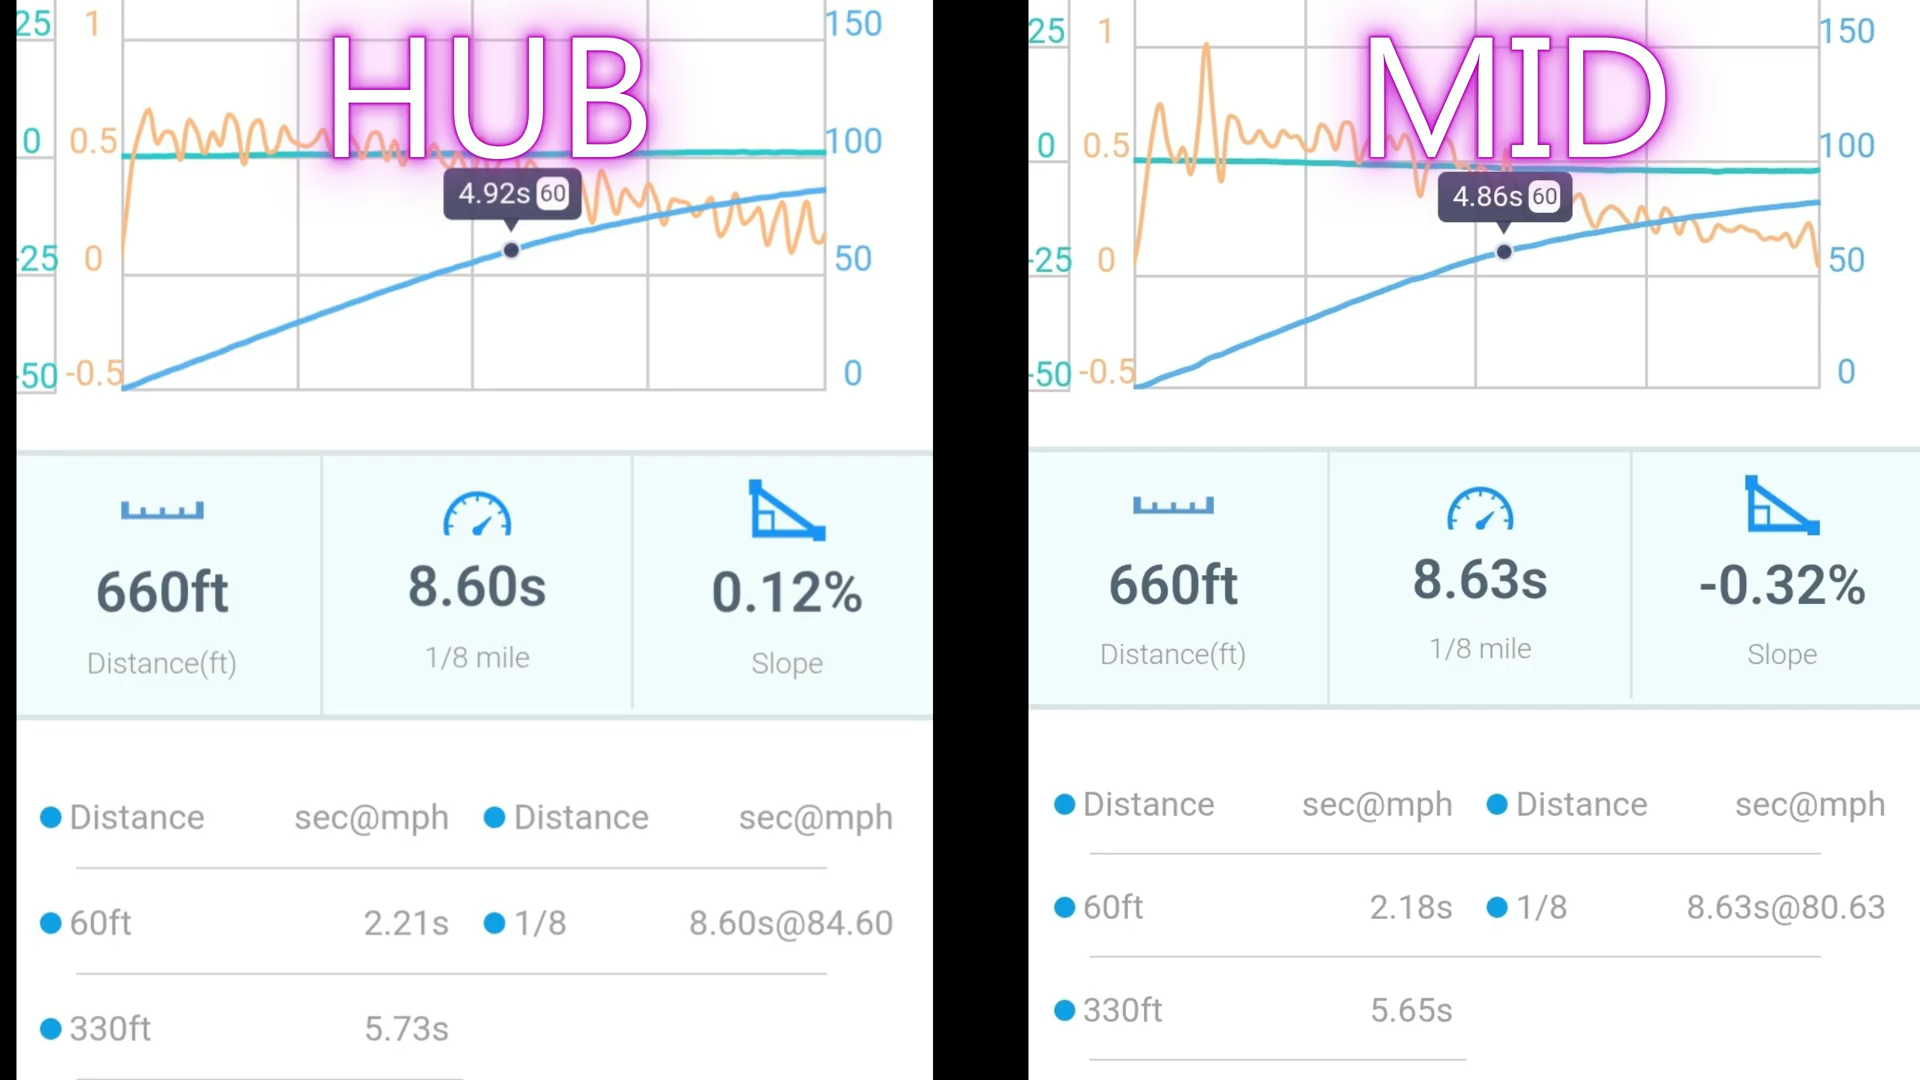 HUB
25 1 150
0 0.5 100
4.92s 60
-25 0 50
-50 -0.5 0
660ft 8.60s 0.12%
Distance(ft) 1/8 mile Slope
Distance sec@mph Distance sec@mph
60ft 2.21s 1/8 8.60s@84.60
330ft 5.73s
MID
25 1 150
0 0.5 100
4.86s 60
-25 0 50
-50 -0.5 0
660ft 8.63s -0.32%
Distance(ft) 1/8 mile Slope
Distance sec@mph Distance sec@mph
60ft 2.18s 1/8 8.63s@80.63
330ft 5.65s